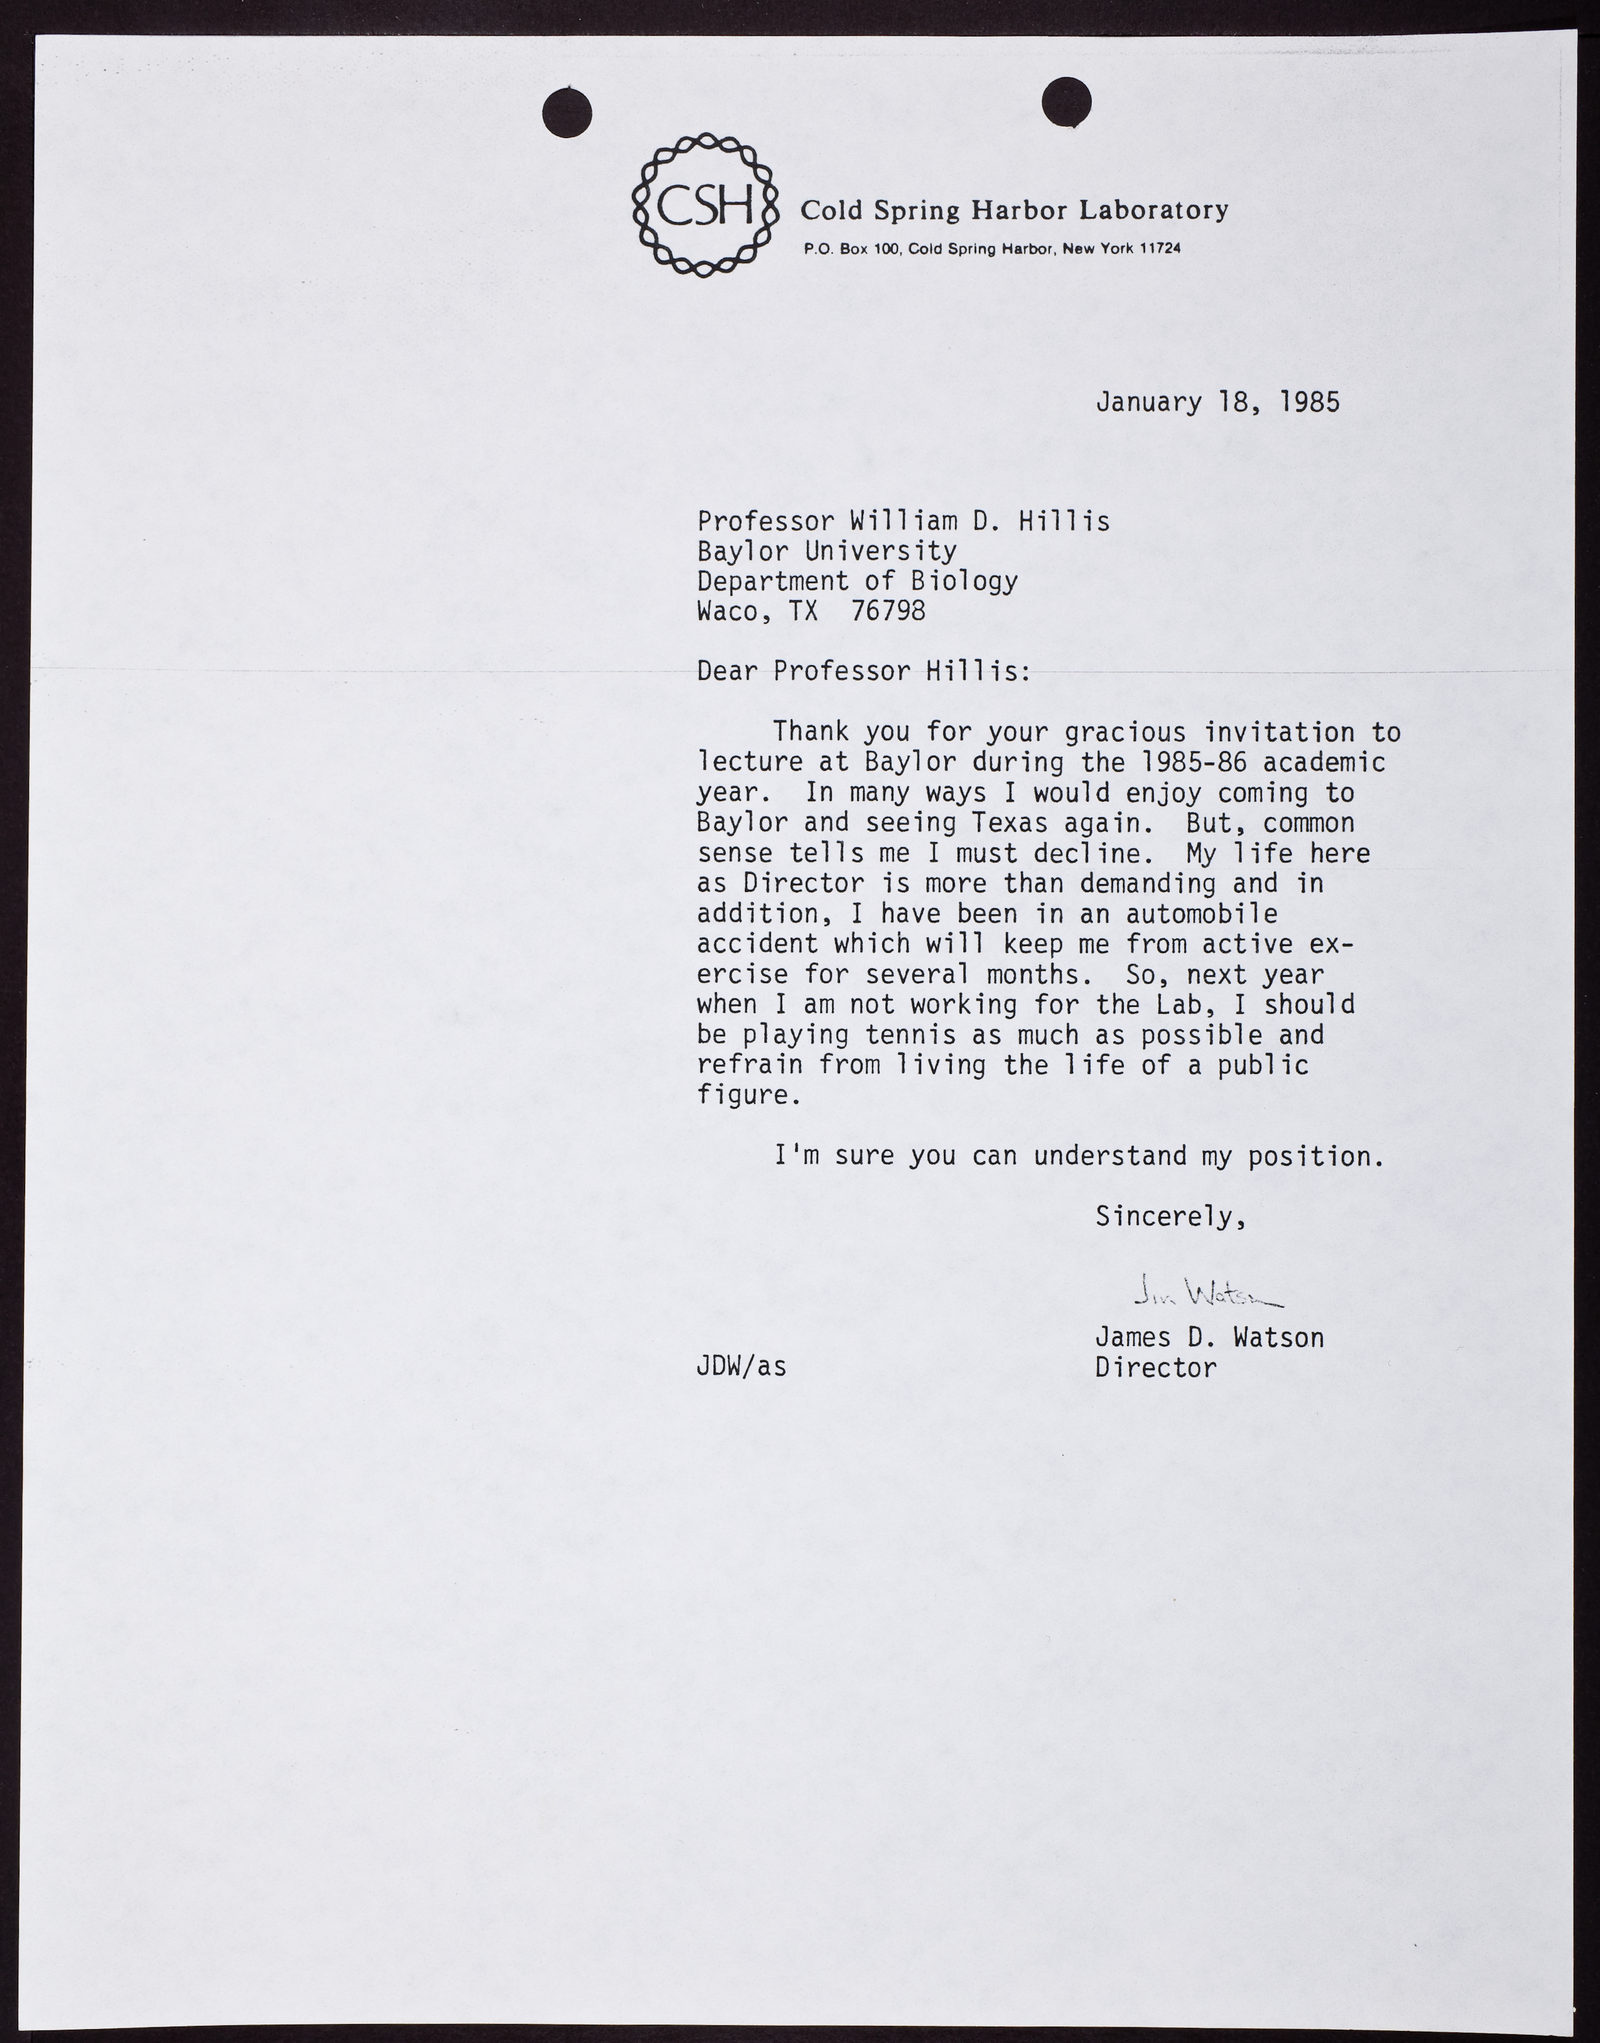 CSH
Cold Spring Harbor Laboratory
P.O. Box 100, Cold Spring Harbor, New York 11724
January 18, 1985
Professor William D. Hillis
Baylor University
Department of Biology
Waco, TX  76798
Dear Professor Hillis:
Thank you for your gracious invitation to
lecture at Baylor during the 1985-86 academic
year.  In many ways I would enjoy coming to
Baylor and seeing Texas again.  But, common
sense tells me I must decline.  My life here
as Director is more than demanding and in
addition, I have been in an automobile
accident which will keep me from active ex-
ercise for several months.  So, next year
when I am not working for the Lab, I should
be playing tennis as much as possible and
refrain from living the life of a public
figure.
I'm sure you can understand my position.
Sincerely,
Jim Watson
James D. Watson
JDW/as
Director